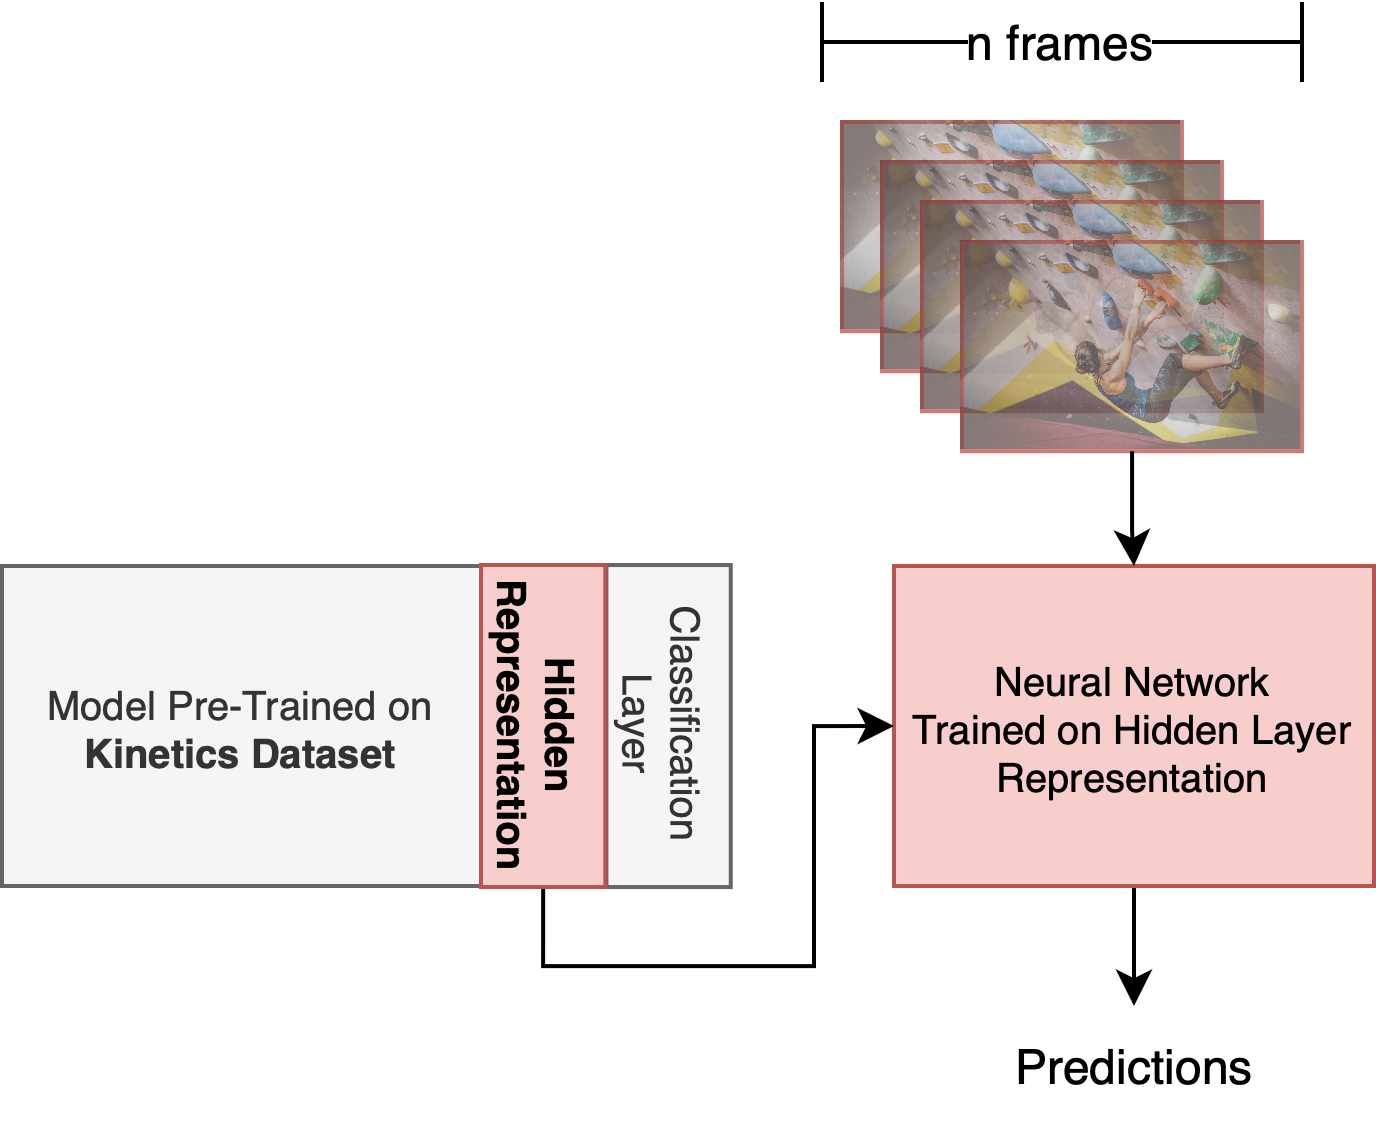 n frames
Model Pre-Trained on
Kinetics Dataset
Hidden
Representation
Classification
Layer
Neural Network
Trained on Hidden Layer
Representation
Predictions